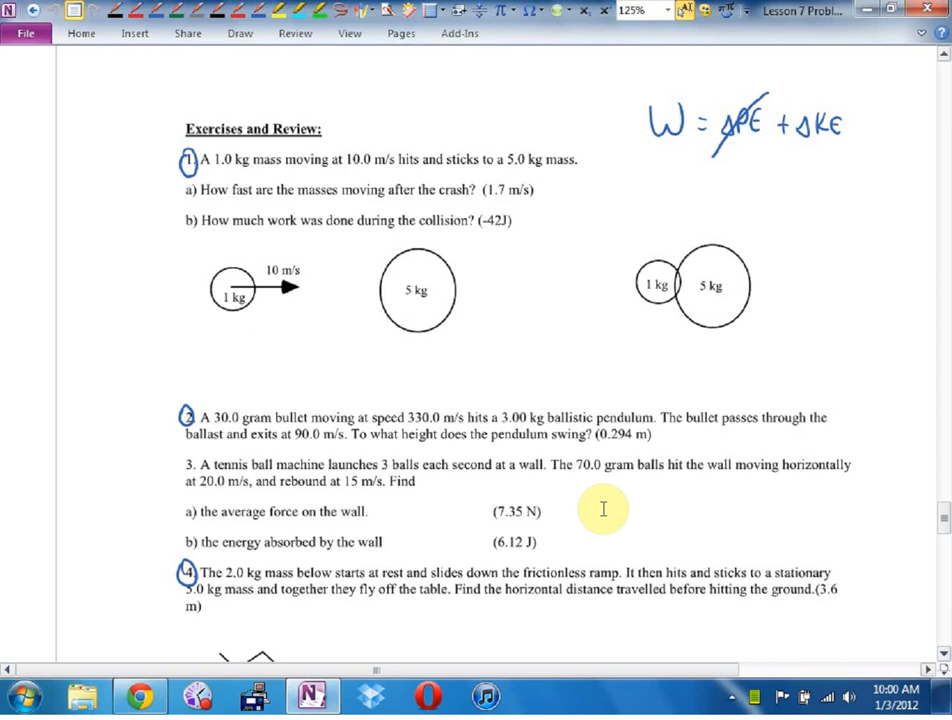 125%
Lesson 7 Probl...
File Home Insert Share Draw Review View Pages Add-Ins
W = ΔPE + ΔKE
Exercises and Review:
1. A 1.0 kg mass moving at 10.0 m/s hits and sticks to a 5.0 kg mass.
a) How fast are the masses moving after the crash? (1.7 m/s)
b) How much work was done during the collision? (-42J)
10 m/s
1 kg
5 kg
1 kg
5 kg
2. A 30.0 gram bullet moving at speed 330.0 m/s hits a 3.00 kg ballistic pendulum. The bullet passes through the
ballast and exits at 90.0 m/s. To what height does the pendulum swing? (0.294 m)
3. A tennis ball machine launches 3 balls each second at a wall. The 70.0 gram balls hit the wall moving horizontally
at 20.0 m/s, and rebound at 15 m/s. Find
a) the average force on the wall. (7.35 N)
b) the energy absorbed by the wall (6.12 J)
4. The 2.0 kg mass below starts at rest and slides down the frictionless ramp. It then hits and sticks to a stationary
3.0 kg mass and together they fly off the table. Find the horizontal distance travelled before hitting the ground.(3.6
m)
10:00 AM
1/3/2012